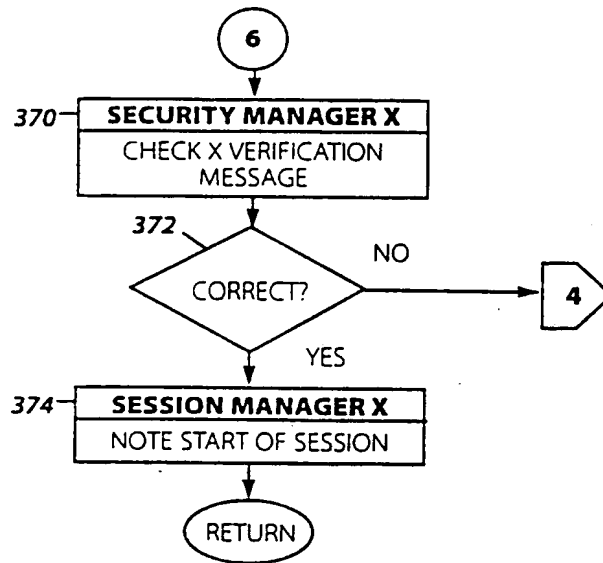 6
370
SECURITY MANAGER X
CHECK X VERIFICATION
MESSAGE
372
NO
CORRECT?
4
YES
374
SESSION MANAGER X
NOTE START OF SESSION
RETURN